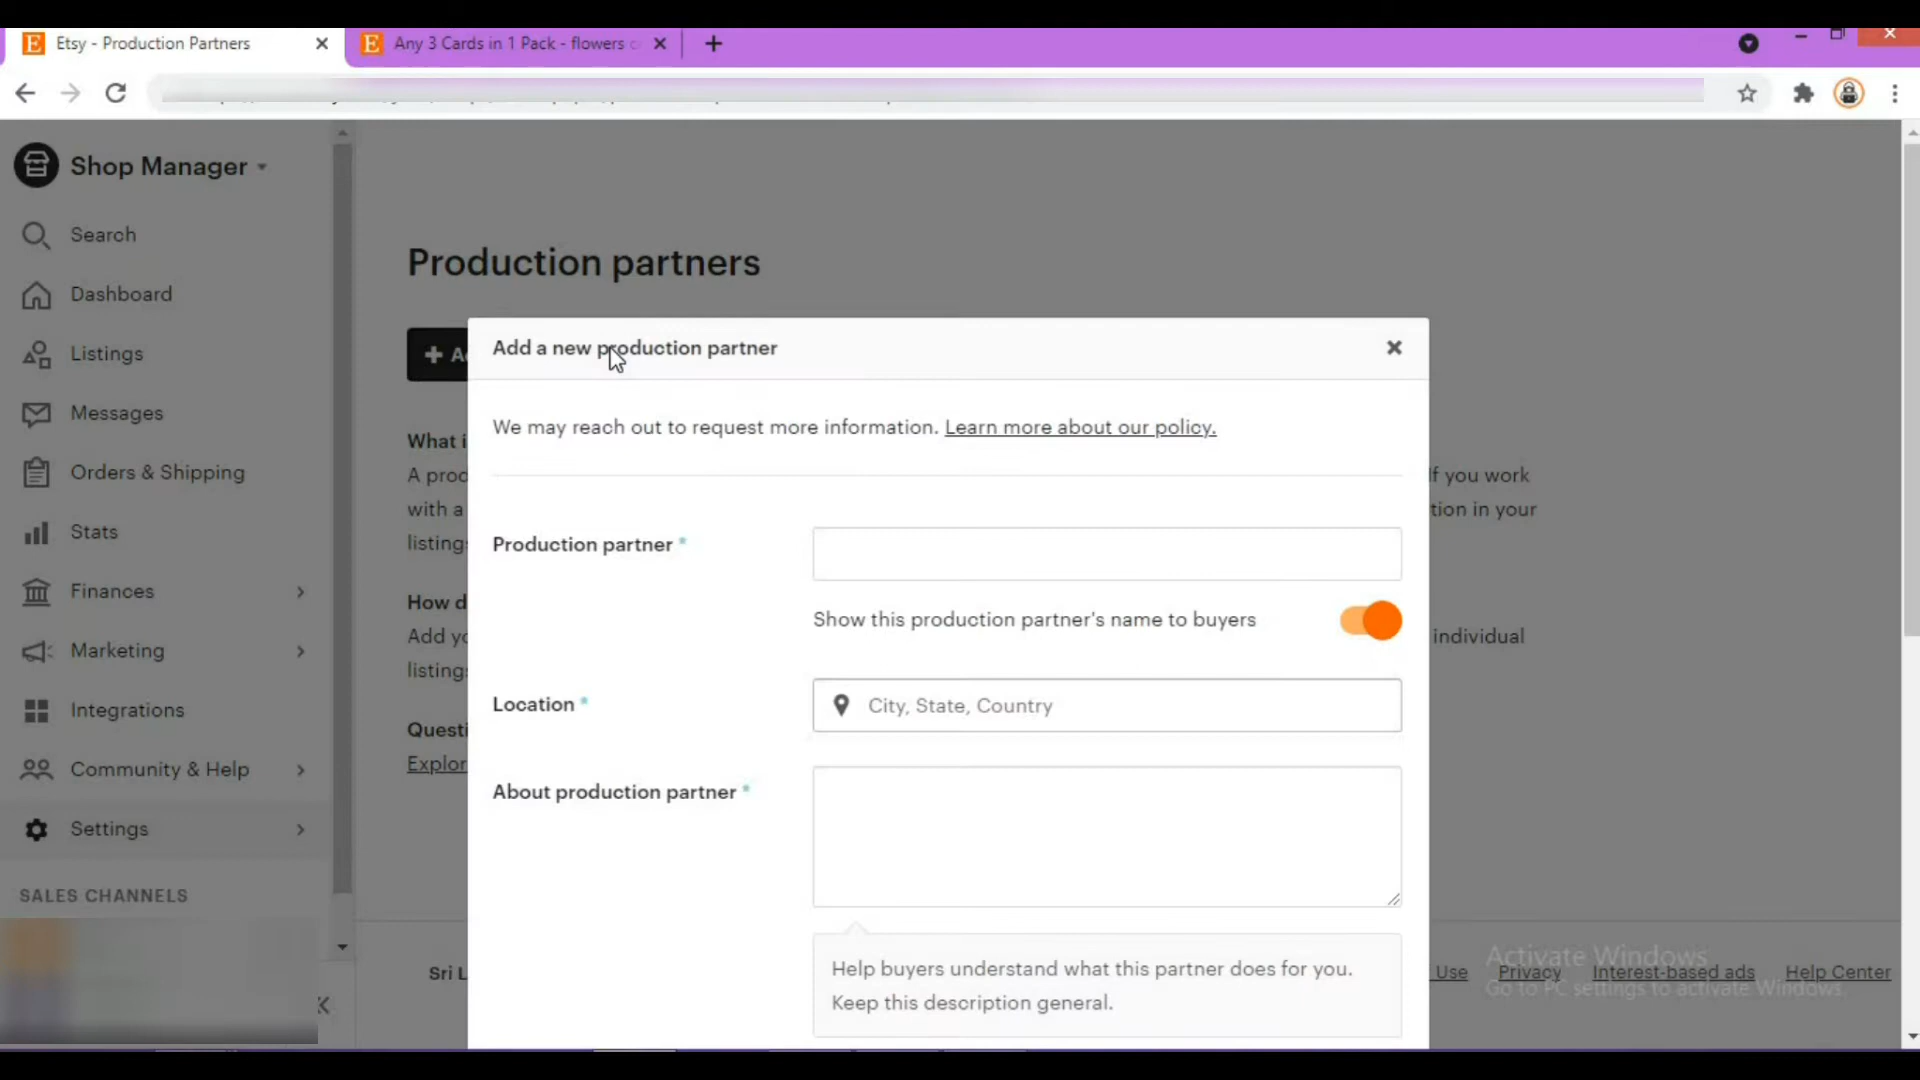 Etsy - Production Partners
Any 3 Cards in 1 Pack - flowers
Shop Manager
Search
Dashboard
Listings
Messages
Orders & Shipping
Stats
Finances
Marketing
Integrations
Community & Help
Settings
SALES CHANNELS
Production partners
What i
A prod
with a
listing
How d
Add yo
listing
Questi
Explor
If you work
tion in your
individual
Add a new production partner
We may reach out to request more information. Learn more about our policy.
Production partner *
Show this production partner's name to buyers
Location *
City, State, Country
About production partner *
Help buyers understand what this partner does for you.
Keep this description general.
Sri L
Use Privacy Interest-based ads Help Center
Activate Windows
Go to PC settings to activate Windows.